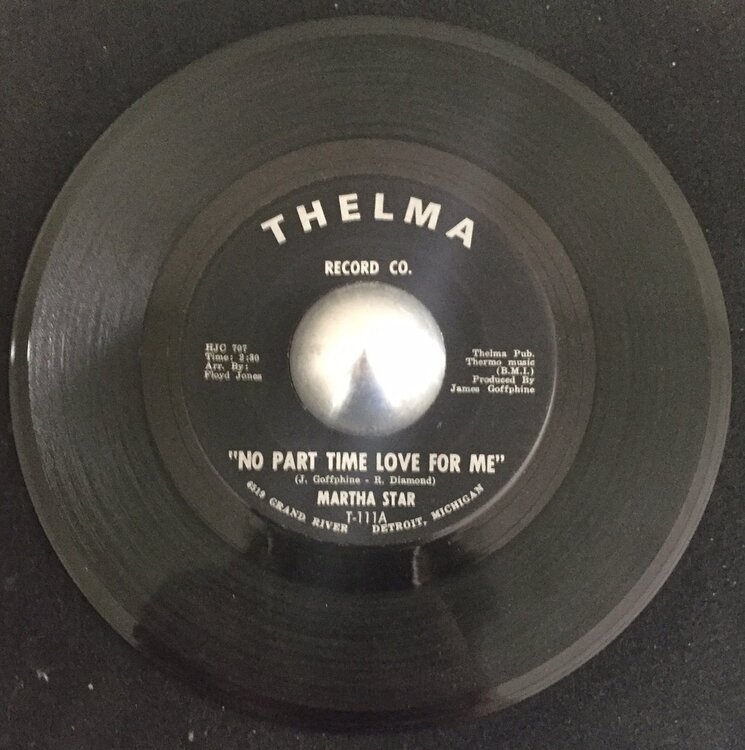 THELMA
RECORD CO.
HJC 707
Time: 2:30
Arr. By:
Floyd Jones
Thelma Pub.
Thermo music
(B.M.I.)
Produced By
James Goffphine
"NO PART TIME LOVE FOR ME"
(J. Goffphine - R. Diamond)
MARTHA STAR
T-111A
6519 GRAND RIVER DETROIT, MICHIGAN